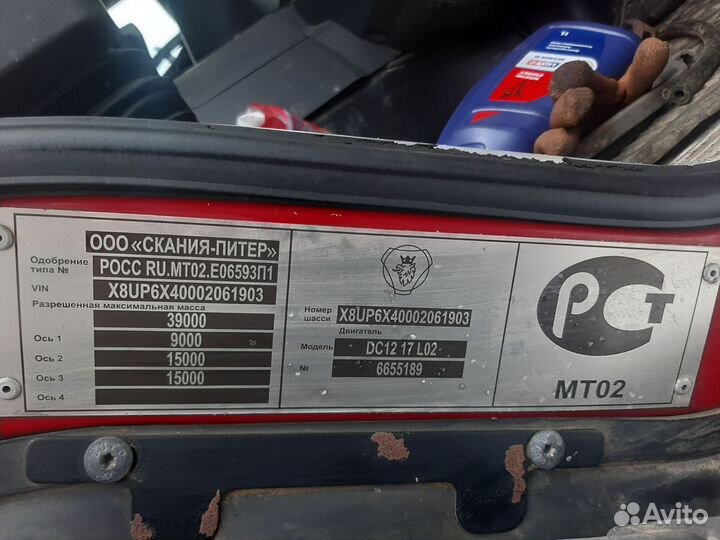 1L
ООО «СКАНИЯ-ПИТЕР»
Одобрение типа № РОСС RU.MT02.E06593П1
VIN X8UP6X40002061903
Разрешенная максимальная масса
39000
Ось 1 9000
Ось 2 15000
Ось 3 15000
Ось 4
Номер шасси X8UP6X40002061903
Двигатель
Модель DC12 17 L02
№ 6655189
РСТ
МТ02
Avito